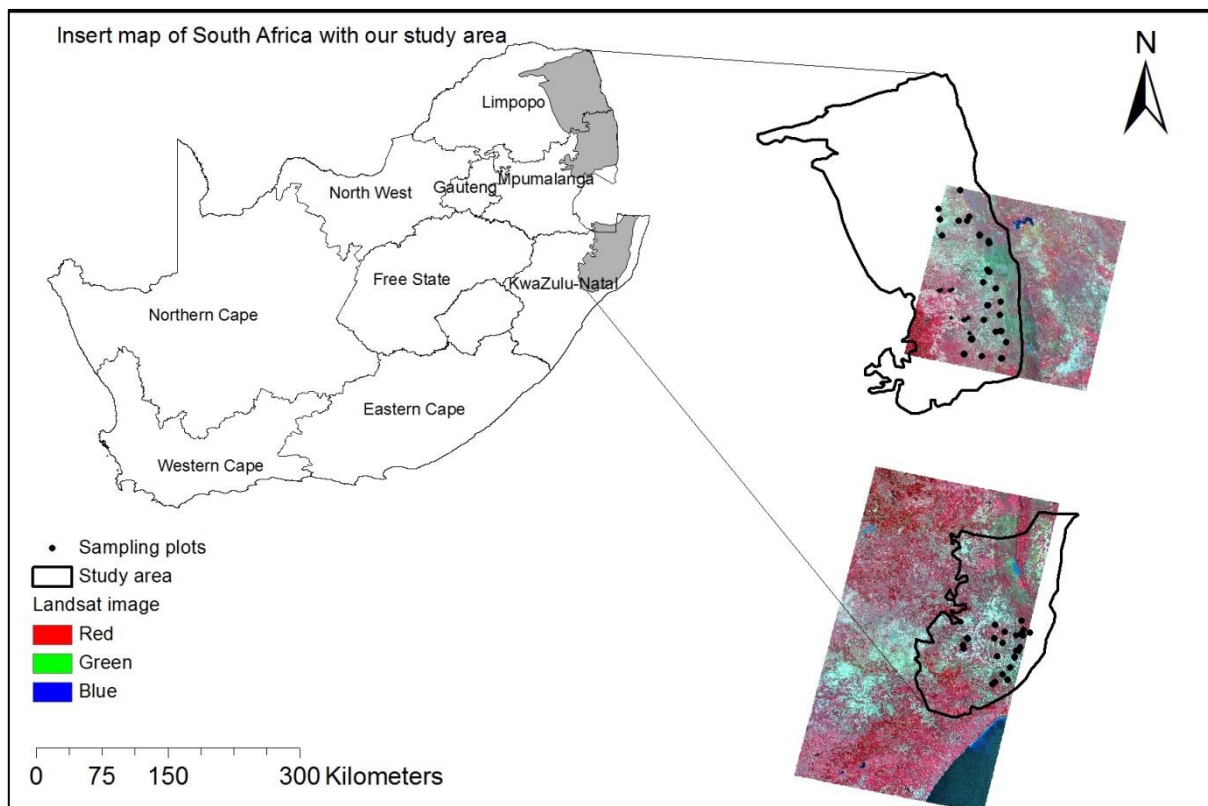 Insert map of South Africa with our study area
N
Limpopo
North West
Gauteng
Mpumalanga
Free State
KwaZulu-Natal
Northern Cape
Eastern Cape
Western Cape
Sampling plots
Study area
Landsat image
Red
Green
Blue
0 75 150 300 Kilometers